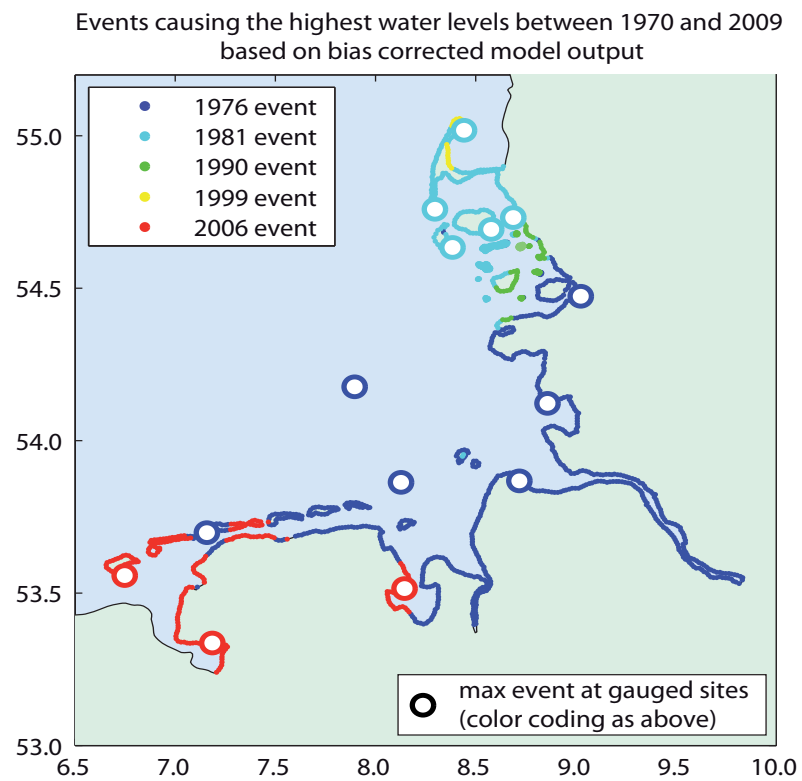 Events causing the highest water levels between 1970 and 2009
based on bias corrected model output
1976 event
1981 event
1990 event
1999 event
2006 event
55.0
54.5
54.0
53.5
53.0
max event at gauged sites
(color coding as above)
6.5 7.0 7.5 8.0 8.5 9.0 9.5 10.0